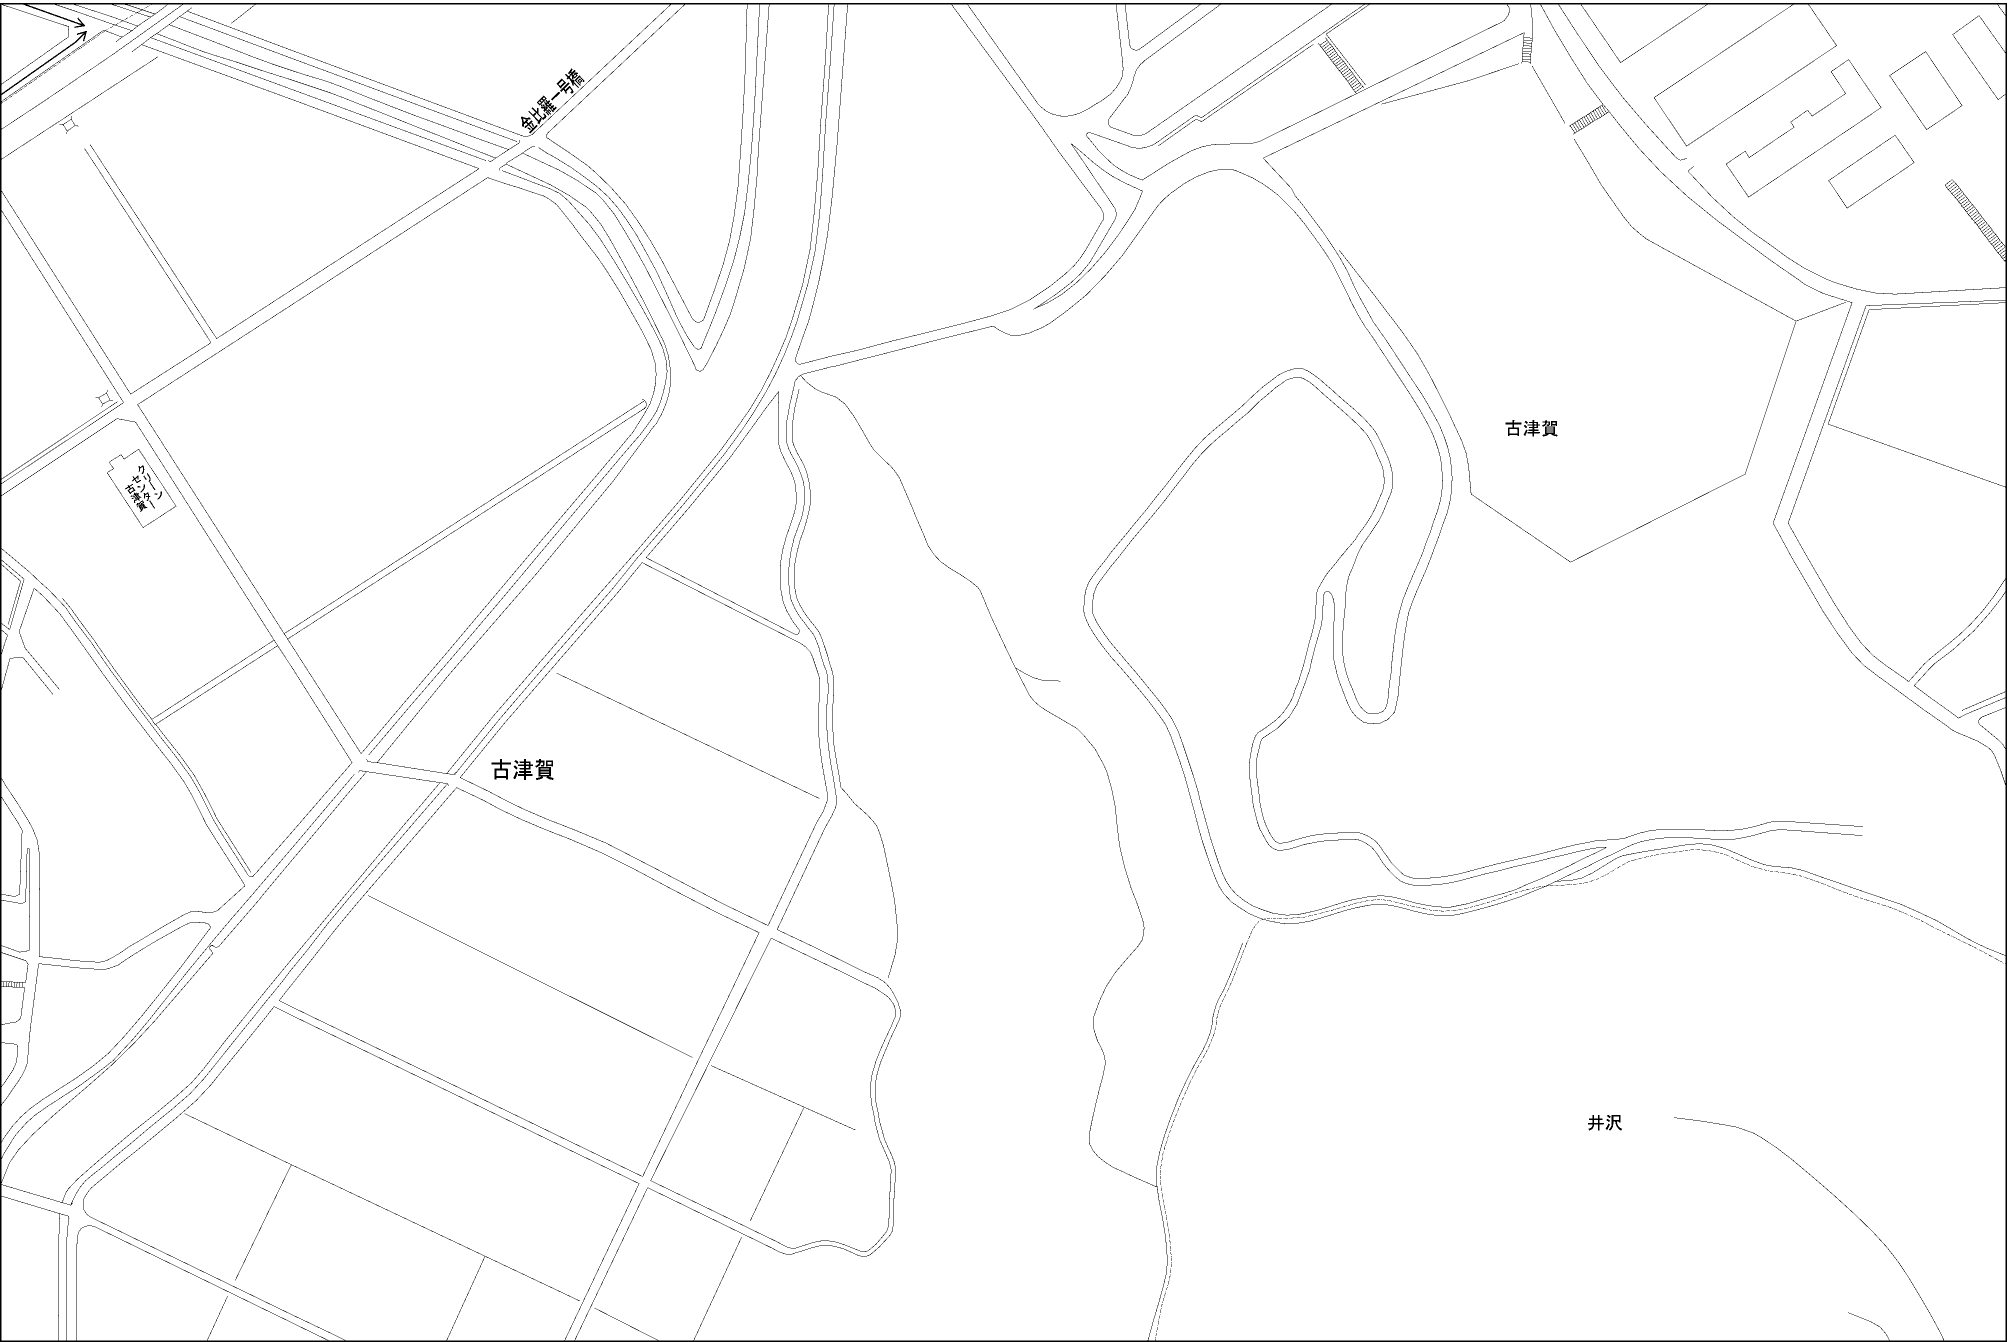 金比羅一号橋
古津賀
クリーン
センター
古津賀
古津賀
井沢